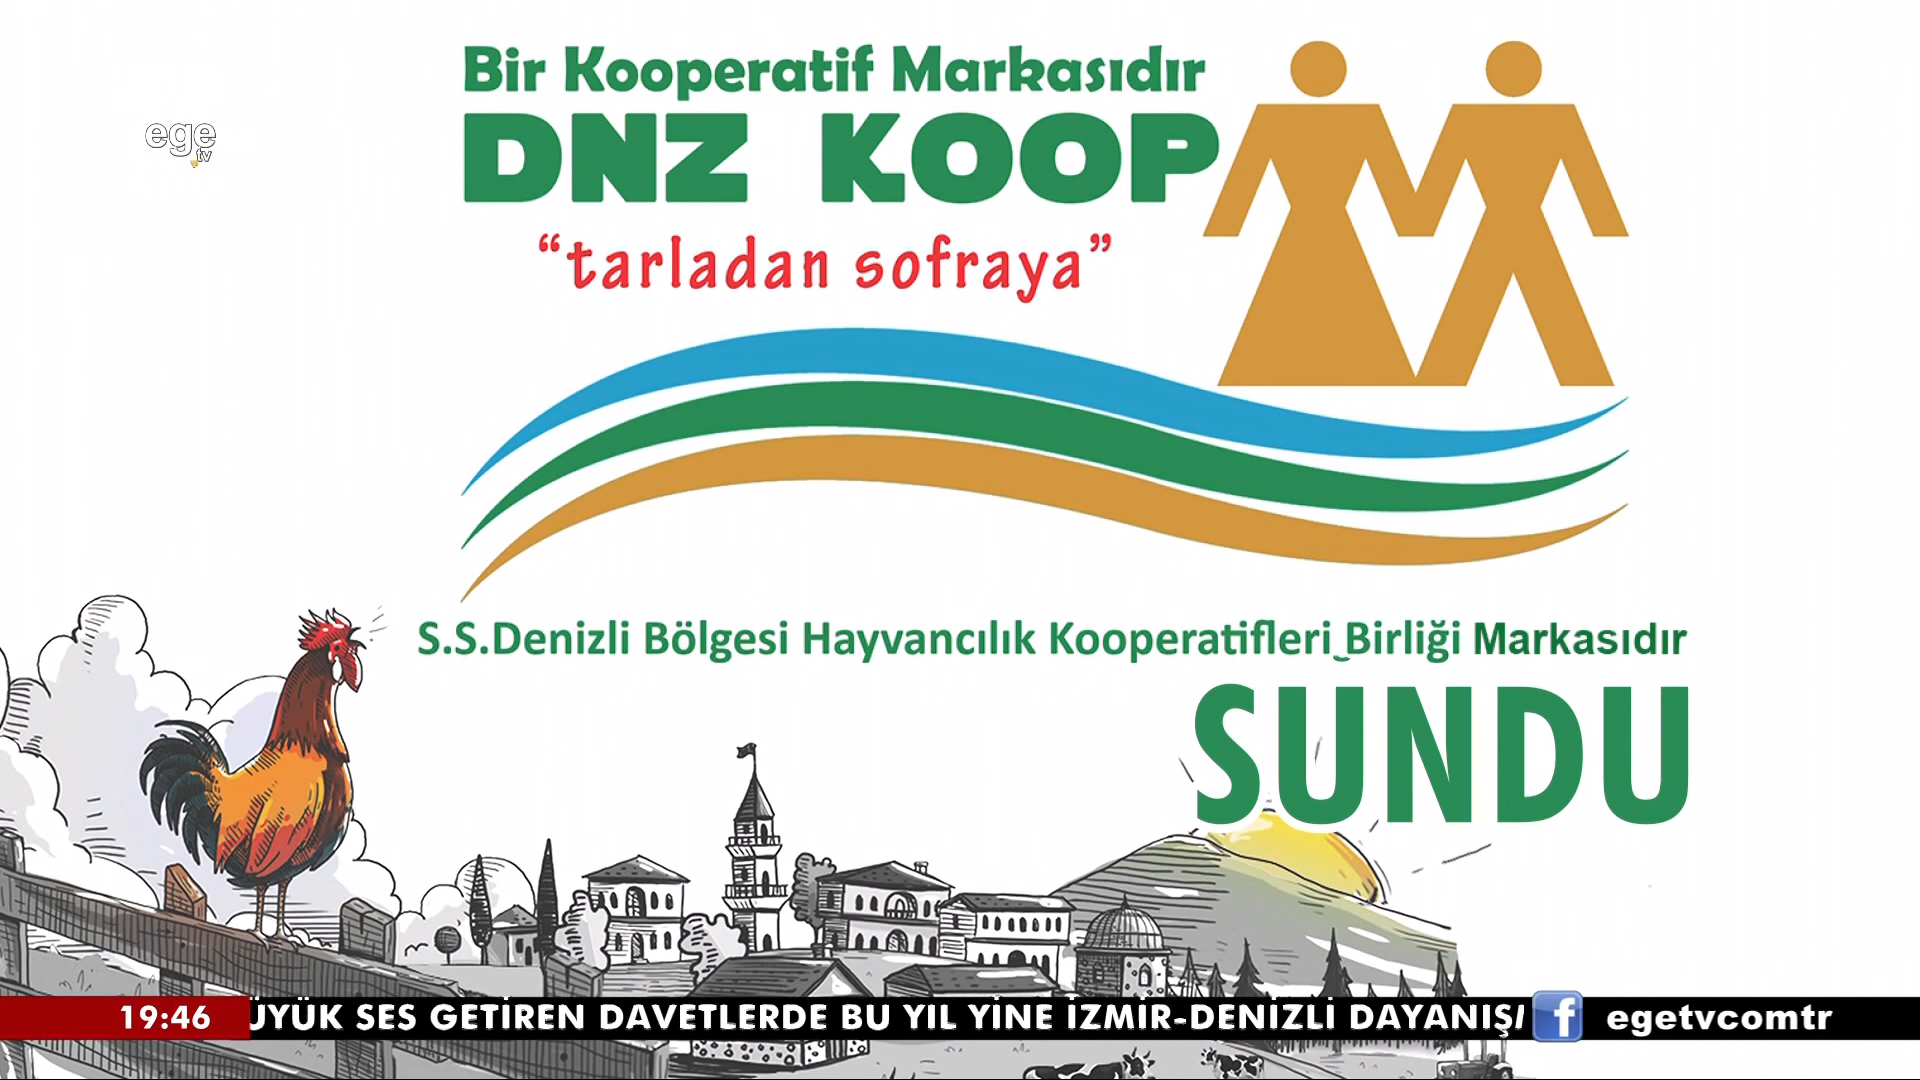 Bir Kooperatif Markasıdır
ege
tv
DNZ KOOP
“tarladan sofraya”
S.S.Denizli Bölgesi Hayvancılık Kooperatifleri Birliği Markasıdır
SUNDU
19:46 ÜYÜK SES GETİREN DAVETLERDE BU YIL YİNE İZMİR-DENİZLİ DAYANIŞ egetvcomtr